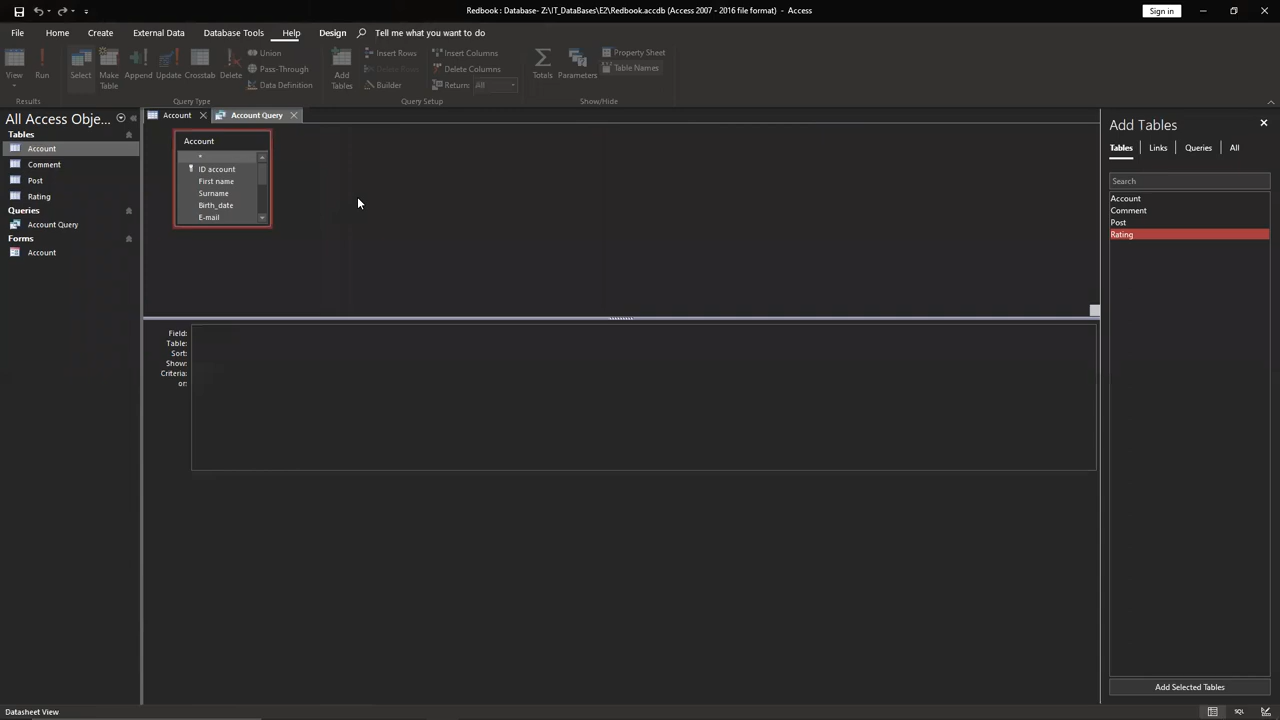 Redbook : Database- Z:\IT_DataBases\E2\Redbook.accdb (Access 2007 - 2016 file format) - Access
Sign in
File Home Create External Data Database Tools Help Design Tell me what you want to do
View
Run
Select
Make Table
Append
Update
Crosstab
Delete
Union
Pass-Through
Data Definition
Add Tables
Insert Rows
Delete Rows
Builder
Insert Columns
Delete Columns
Return: All
Totals
Parameters
Property Sheet
Table Names
Results
Query Type
Query Setup
Show/Hide
All Access Obje...
Tables
Account
Comment
Post
Rating
Queries
Account Query
Forms
Account
Account
Account Query
Account
*
ID account
First name
Surname
Birth_date
E-mail
Field:
Table:
Sort:
Show:
Criteria:
or:
Add Tables
Tables Links Queries All
Search
Account
Comment
Post
Rating
Add Selected Tables
Datasheet View
SQL